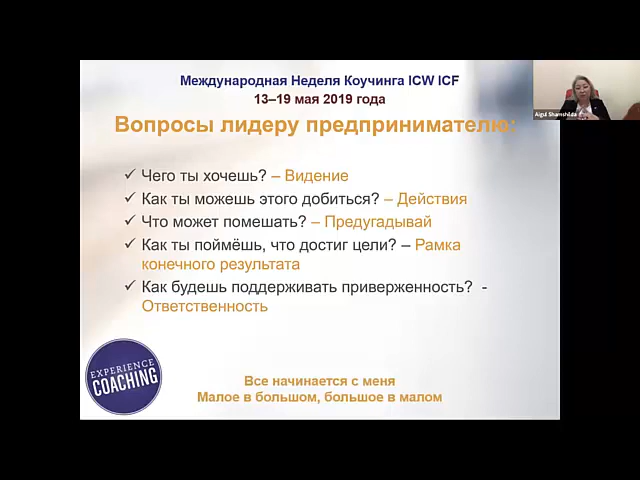 Международная Неделя Коучинга ICW ICF
13–19 мая 2019 года
Вопросы лидеру предпринимателю:
Aigul Shamshilda
✓ Чего ты хочешь? – Видение
✓ Как ты можешь этого добиться? – Действия
✓ Что может помешать? – Предугадывай
✓ Как ты поймёшь, что достиг цели? – Рамка
конечного результата
✓ Как будешь поддерживать приверженность? -
Ответственность
EXPERIENCE
COACHING
Все начинается с меня
Малое в большом, большое в малом